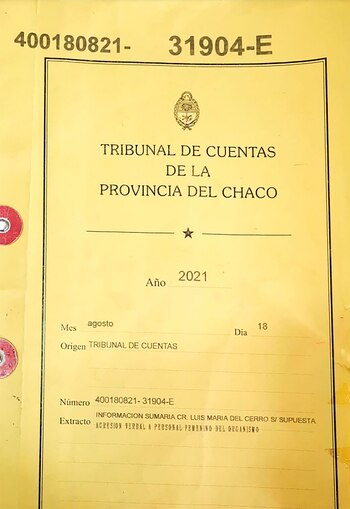 400180821- 31904-E
TRIBUNAL DE CUENTAS
DE LA
PROVINCIA DEL CHACO
Año 2021
Mes agosto Dia 18
Origen TRIBUNAL DE CUENTAS
Número 400180821- 31904-E
Extracto INFORMACION SUMARIA CR. LUIS MARIA DEL CERRO S/ SUPUESTA
AGRESION VERBAL A PERSONAL FEMENINO DEL ORGANISMO